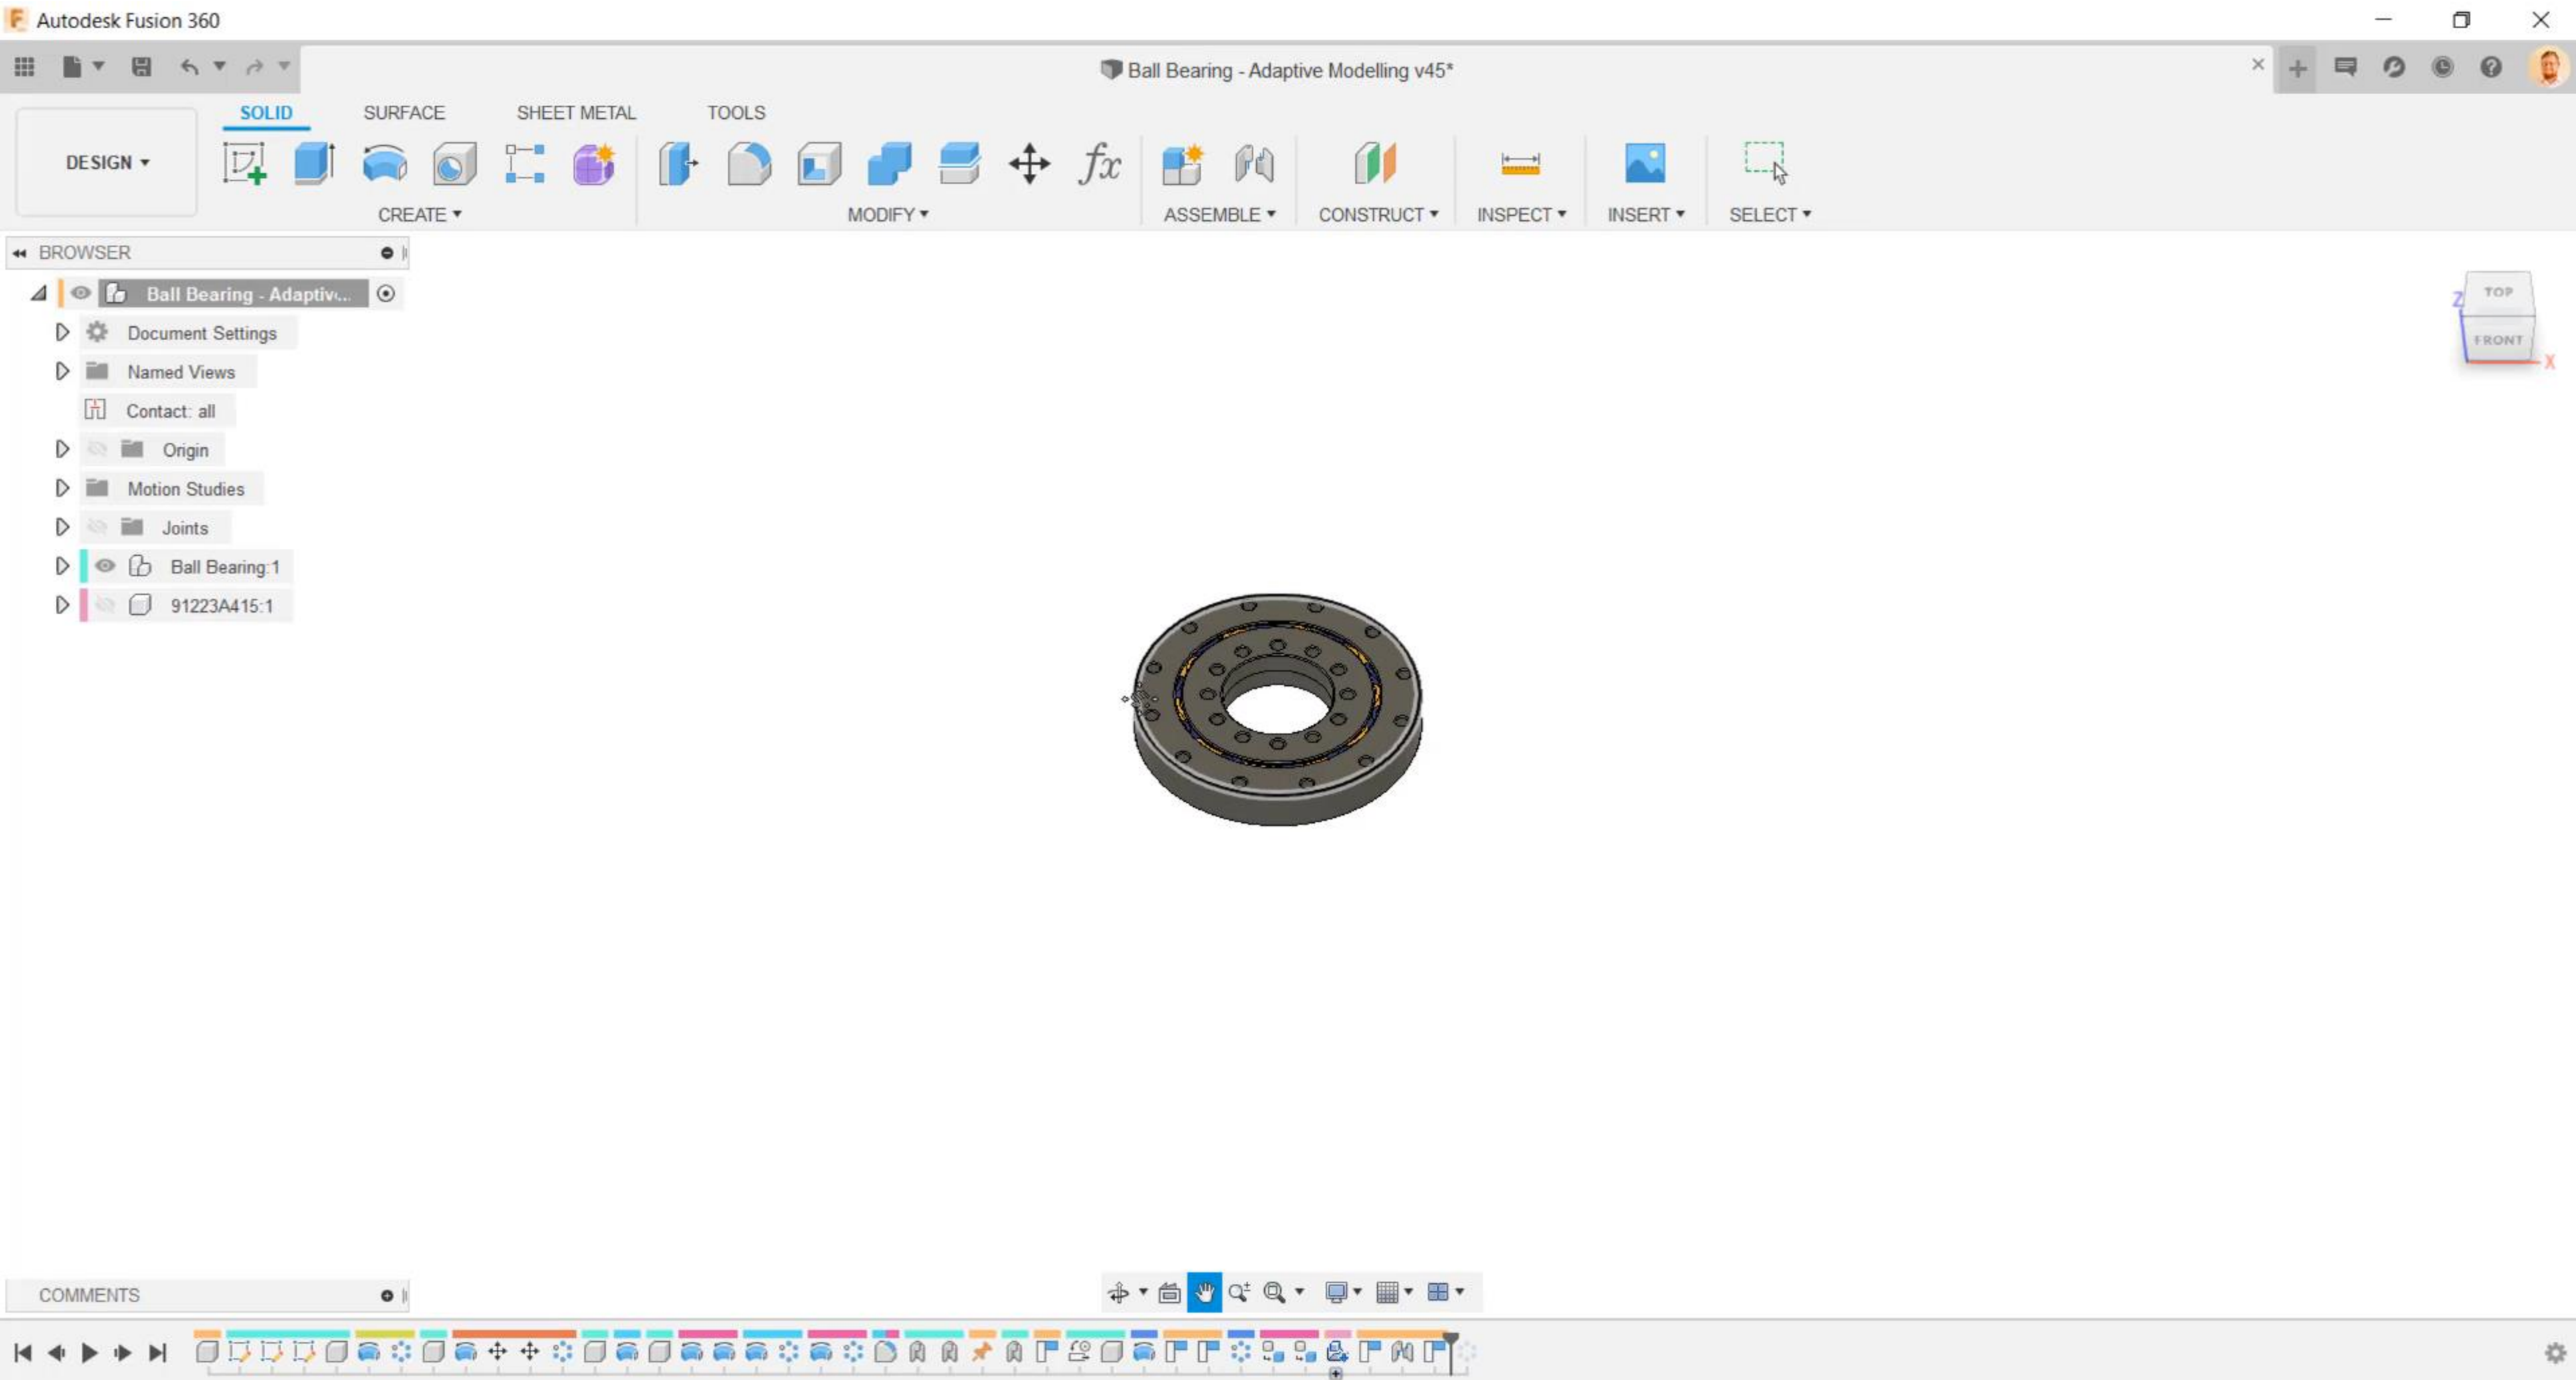 Autodesk Fusion 360
Ball Bearing - Adaptive Modelling v45*
SOLID SURFACE SHEET METAL TOOLS
DESIGN
fx
CREATE MODIFY ASSEMBLE CONSTRUCT INSPECT INSERT SELECT
BROWSER
Ball Bearing - Adaptiv...
Document Settings
Named Views
Contact: all
Origin
Motion Studies
Joints
Ball Bearing:1
91223A415:1
TOP
Z
FRONT
X
COMMENTS